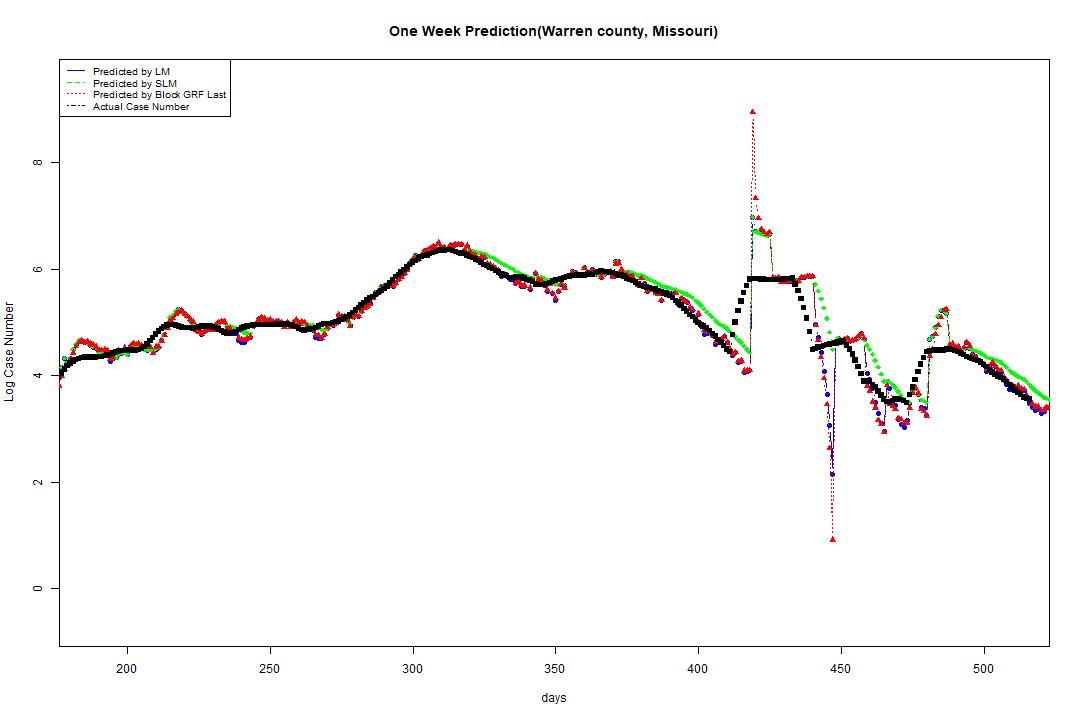 One Week Prediction(Warren county, Missouri)
Predicted by LM
Predicted by SLM
Predicted by Block GRF Last
Actual Case Number
Log Case Number
8
6
4
2
0
200 250 300 350 400 450 500
days